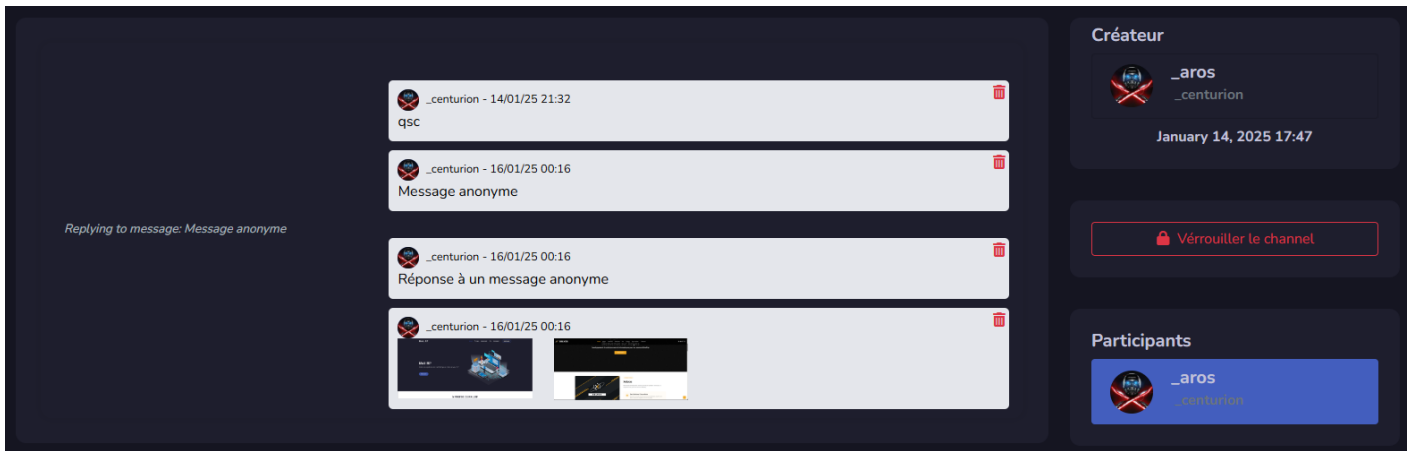 _centurion - 14/01/25 21:32
qsc
_centurion - 16/01/25 00:16
Message anonyme
Replying to message: Message anonyme
_centurion - 16/01/25 00:16
Réponse à un message anonyme
_centurion - 16/01/25 00:16
Créateur
_aros
_centurion
January 14, 2025 17:47
Vérrouiller le channel
Participants
_aros
_centurion